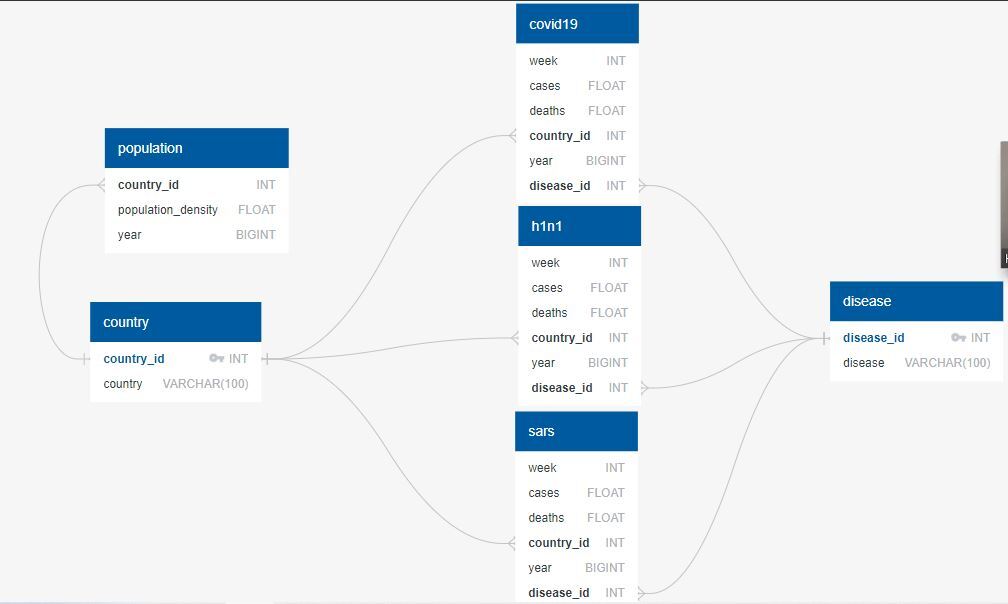 covid19
week INT
cases FLOAT
deaths FLOAT
country_id INT
year BIGINT
disease_id INT
population
country_id INT
population_density FLOAT
year BIGINT
h1n1
week INT
cases FLOAT
deaths FLOAT
country_id INT
year BIGINT
disease_id INT
country
country_id INT
country VARCHAR(100)
disease
disease_id INT
disease VARCHAR(100)
sars
week INT
cases FLOAT
deaths FLOAT
country_id INT
year BIGINT
disease_id INT